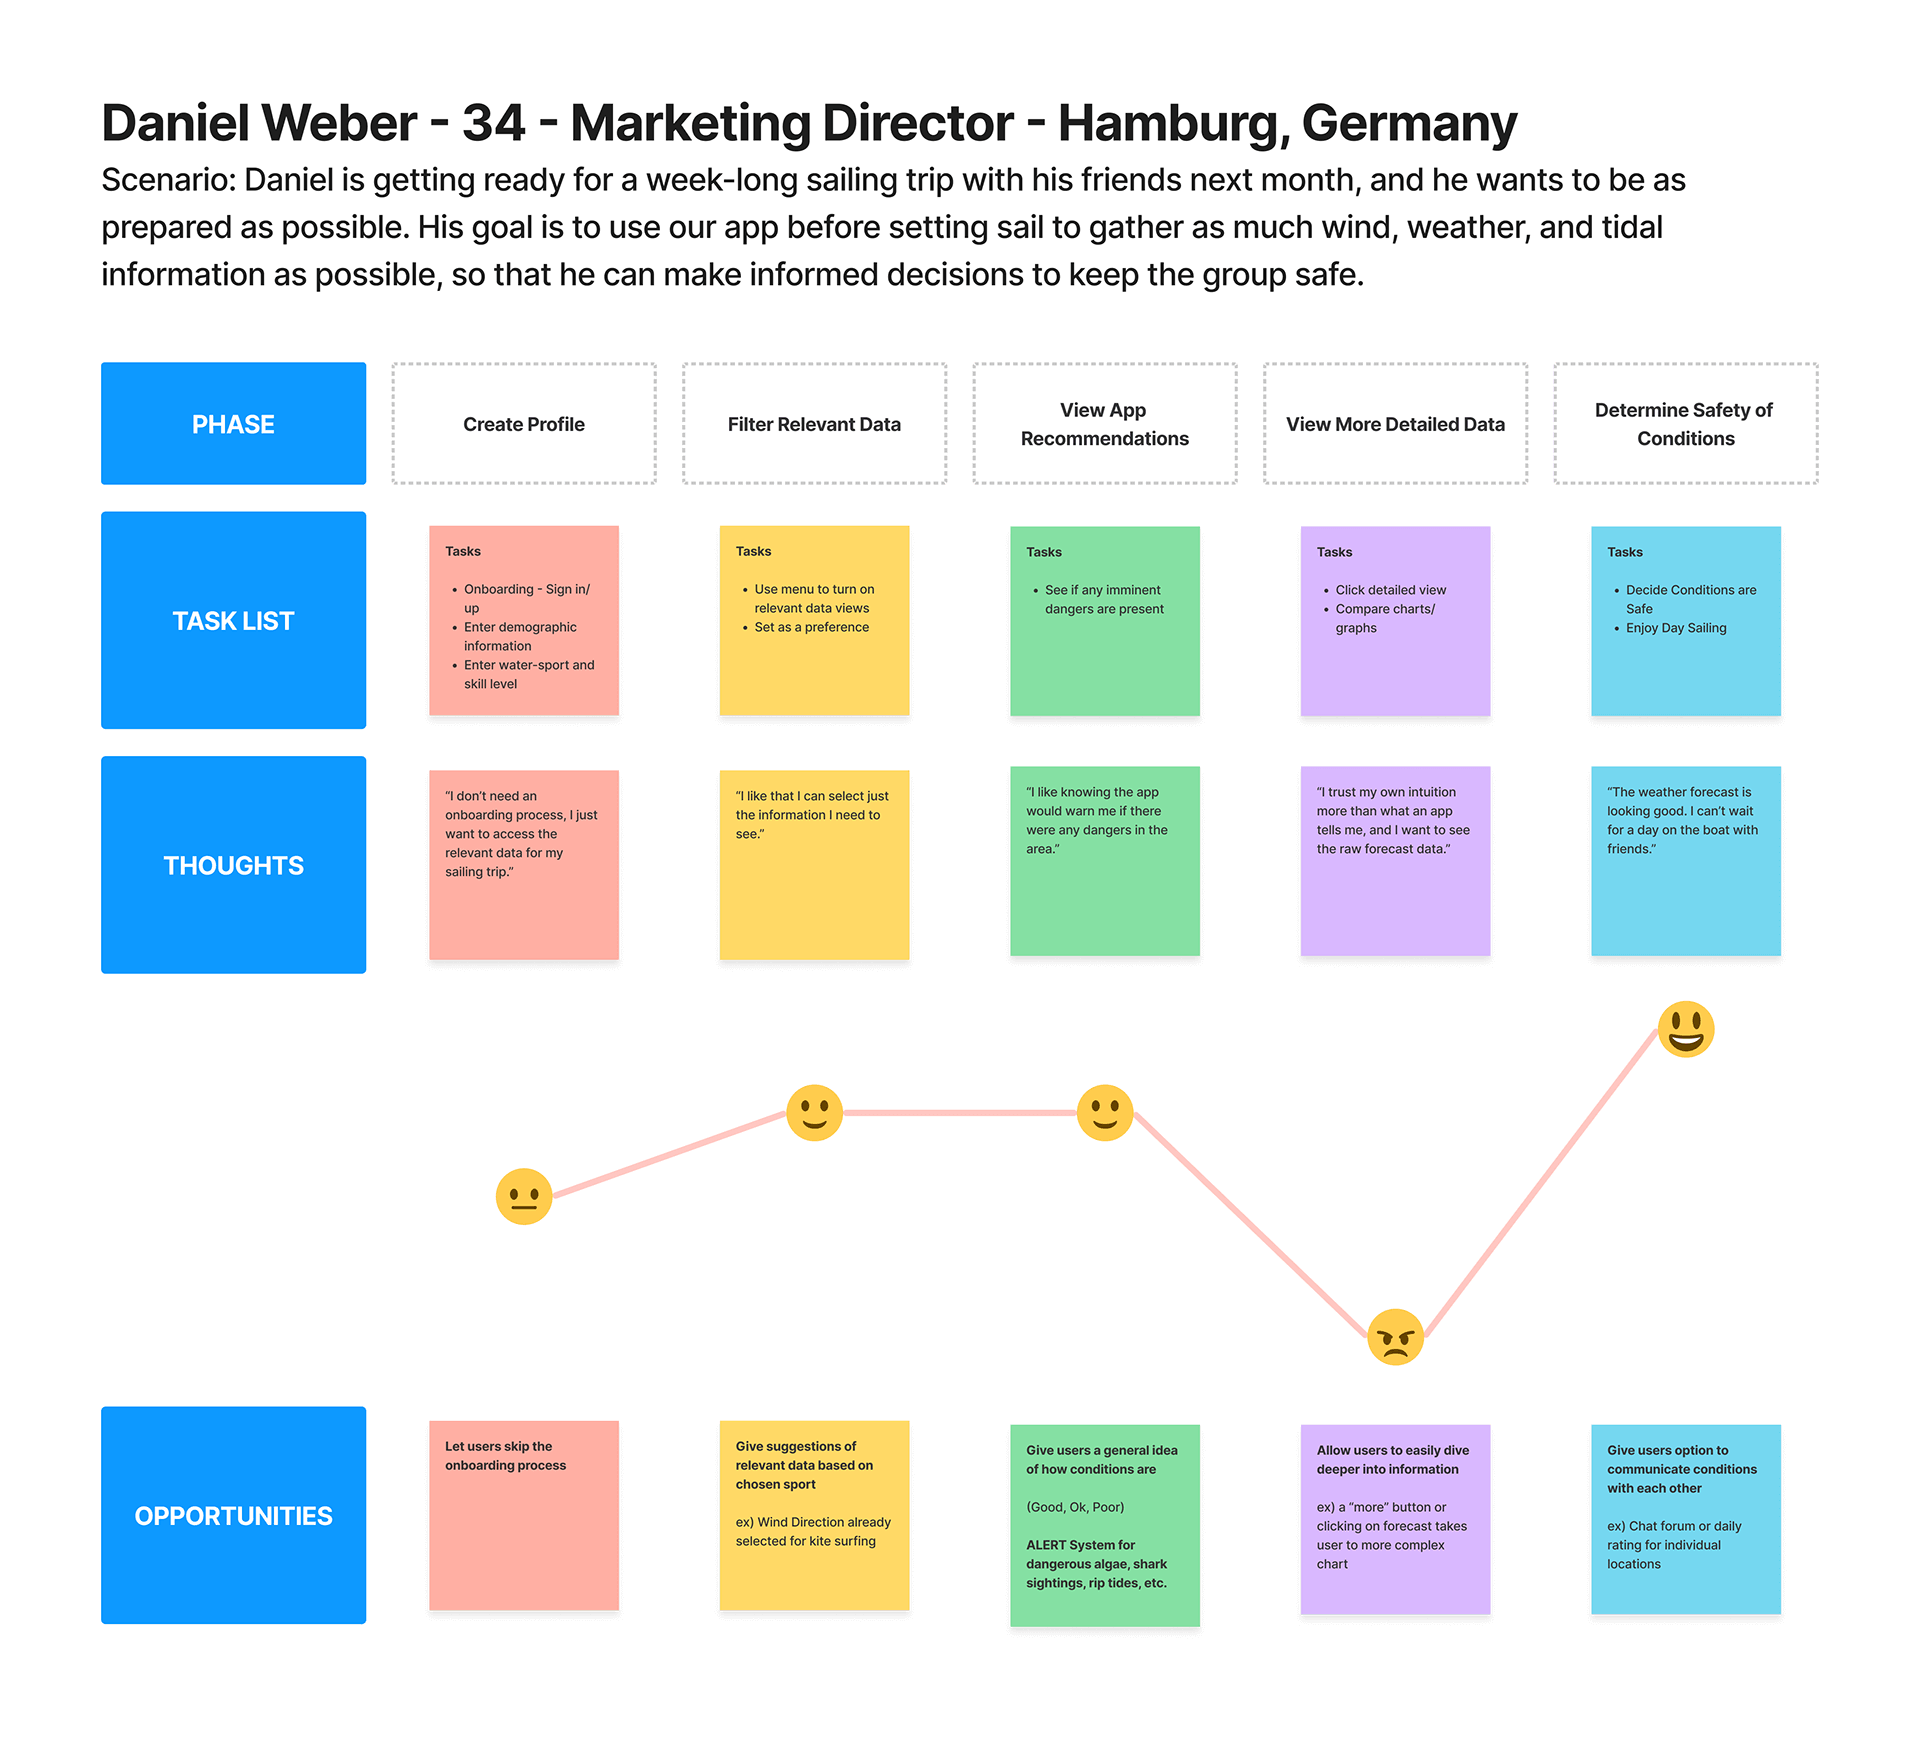 Daniel Weber - 34 - Marketing Director - Hamburg, Germany
Scenario: Daniel is getting ready for a week-long sailing trip with his friends next month, and he wants to be as
prepared as possible. His goal is to use our app before setting sail to gather as much wind, weather, and tidal
information as possible, so that he can make informed decisions to keep the group safe.
PHASE
Create Profile
Filter Relevant Data
View App
Recommendations
View More Detailed Data
Determine Safety of
Conditions
TASK LIST
Tasks
• Onboarding - Sign in/
up
• Enter demographic
information
• Enter water-sport and
skill level
Tasks
• Use menu to turn on
relevant data views
• Set as a preference
Tasks
• See if any imminent
dangers are present
Tasks
• Click detailed view
• Compare charts/
graphs
Tasks
• Decide Conditions are
Safe
• Enjoy Day Sailing
THOUGHTS
“I don’t need an
onboarding process, I just
want to access the
relevant data for my
sailing trip.”
“I like that I can select just
the information I need to
see.”
“I like knowing the app
would warn me if there
were any dangers in the
area.”
“I trust my own intuition
more than what an app
tells me, and I want to see
the raw forecast data.”
“The weather forecast is
looking good. I can’t wait
for a day on the boat with
friends.”
OPPORTUNITIES
Let users skip the
onboarding process
Give suggestions of
relevant data based on
chosen sport
ex) Wind Direction already
selected for kite surfing
Give users a general idea
of how conditions are
(Good, Ok, Poor)
ALERT System for
dangerous algae, shark
sightings, rip tides, etc.
Allow users to easily dive
deeper into information
ex) a “more” button or
clicking on forecast takes
user to more complex
chart
Give users option to
communicate conditions
with each other
ex) Chat forum or daily
rating for individual
locations